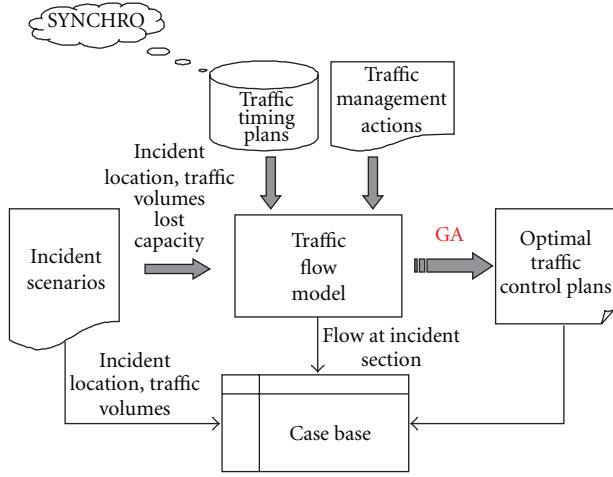 SYNCHRO
Traffic
timing
plans
Traffic
management
actions
Incident
location, traffic
volumes
lost
capacity
Incident
scenarios
Traffic
flow
model
GA
Optimal
traffic
control plans
Flow at incident
section
Incident
location, traffic
volumes
Case base